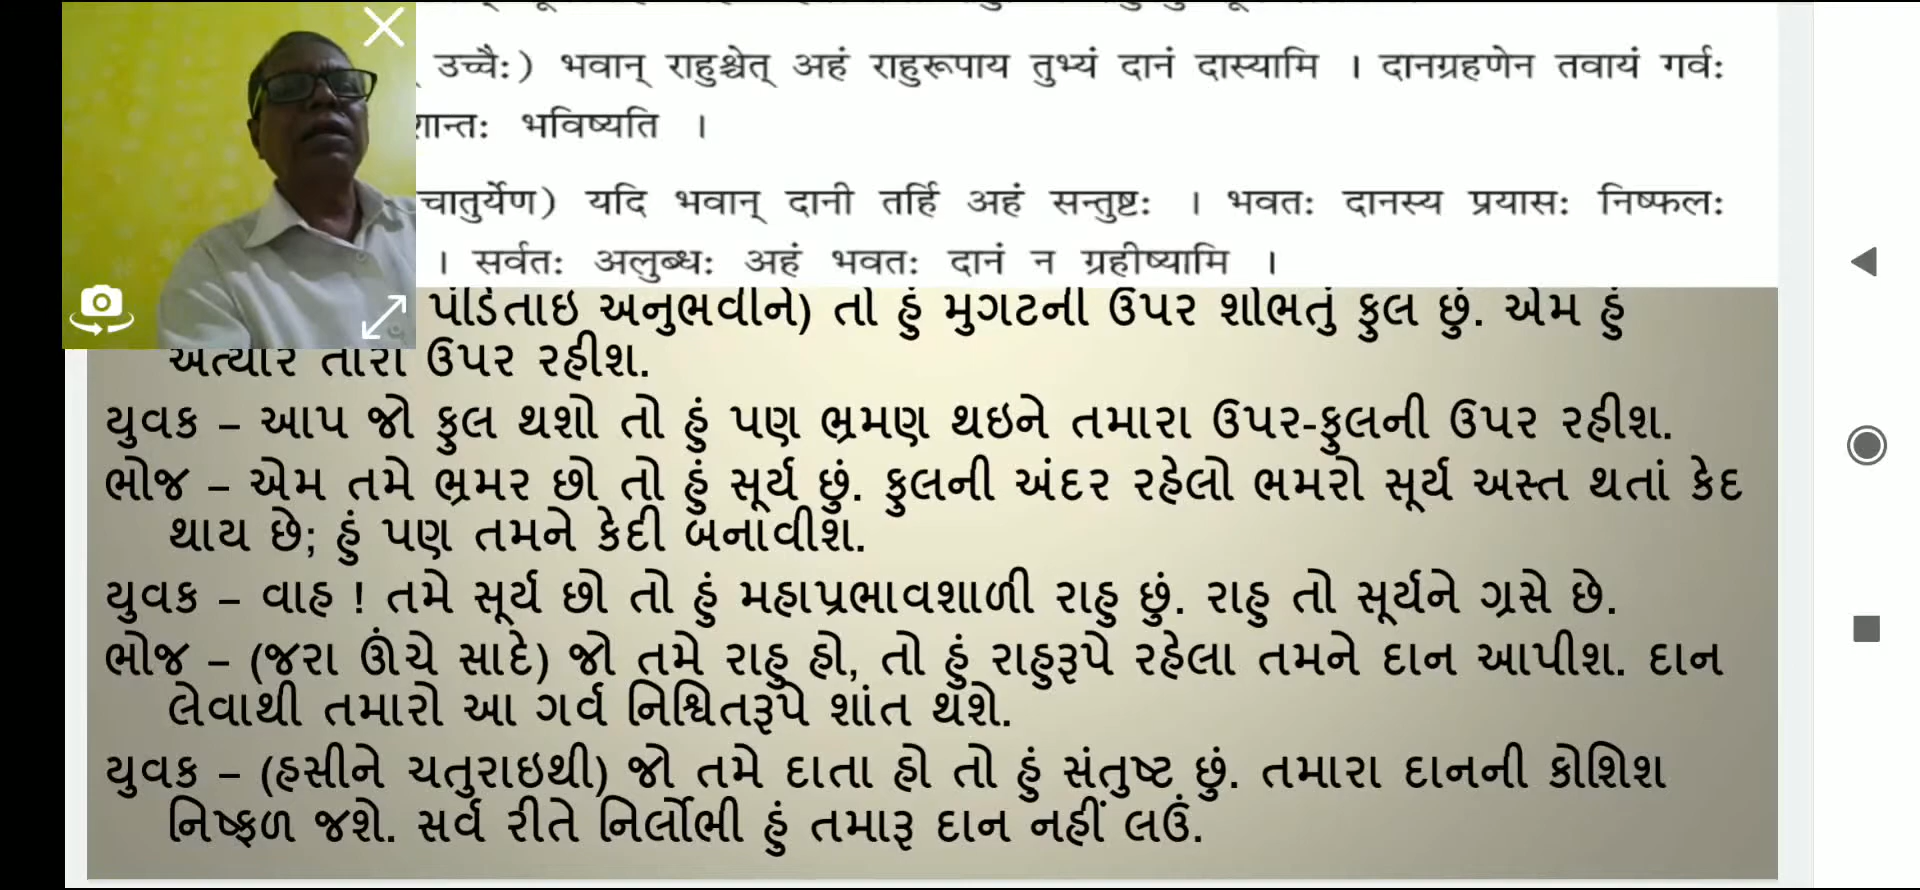 उच्चैः) भवान् राहुश्चेत् अहं राहुरूपाय तुभ्यं दानं दास्यामि । दानग्रहणेन तवायं गर्वः
शान्तः भविष्यति ।
चातुर्येण) यदि भवान् दानी तर्हि अहं सन्तुष्टः । भवतः दानस्य प्रयासः निष्फलः
। सर्वतः अलुब्धः अहं भवतः दानं न ग्रहीष्यामि ।
પંડિતાઇ અનુભવીને) તો હું મુગટની ઉપર શોભતું ફુલ છું. એમ હું
અત્યારે તારા ઉપર રહીશ.
યુવક – આપ જો ફુલ થશો તો હું પણ ભ્રમણ થઇને તમારા ઉપર-ફુલની ઉપર રહીશ.
ભોજ – એમ તમે ભ્રમર છો તો હું સૂર્ય છું. ફુલની અંદર રહેલો ભમરો સૂર્ય અસ્ત થતાં કેદ
થાય છે; હું પણ તમને કેદી બનાવીશ.
યુવક – વાહ ! તમે સૂર્ય છો તો હું મહાપ્રભાવશાળી રાહુ છું. રાહુ તો સૂર્યને ગ્રસે છે.
ભોજ – (જરા ઊંચે સાદે) જો તમે રાહુ હો, તો હું રાહુરૂપે રહેલા તમને દાન આપીશ. દાન
લેવાથી તમારો આ ગર્વ નિશ્ચિતરૂપે શાંત થશે.
યુવક – (હસીને ચતુરાઇથી) જો તમે દાતા હો તો હું સંતુષ્ટ છું. તમારા દાનની કોશિશ
નિષ્ફળ જશે. સર્વ રીતે નિર્લોભી હું તમારૂ દાન નહીં લઉં.